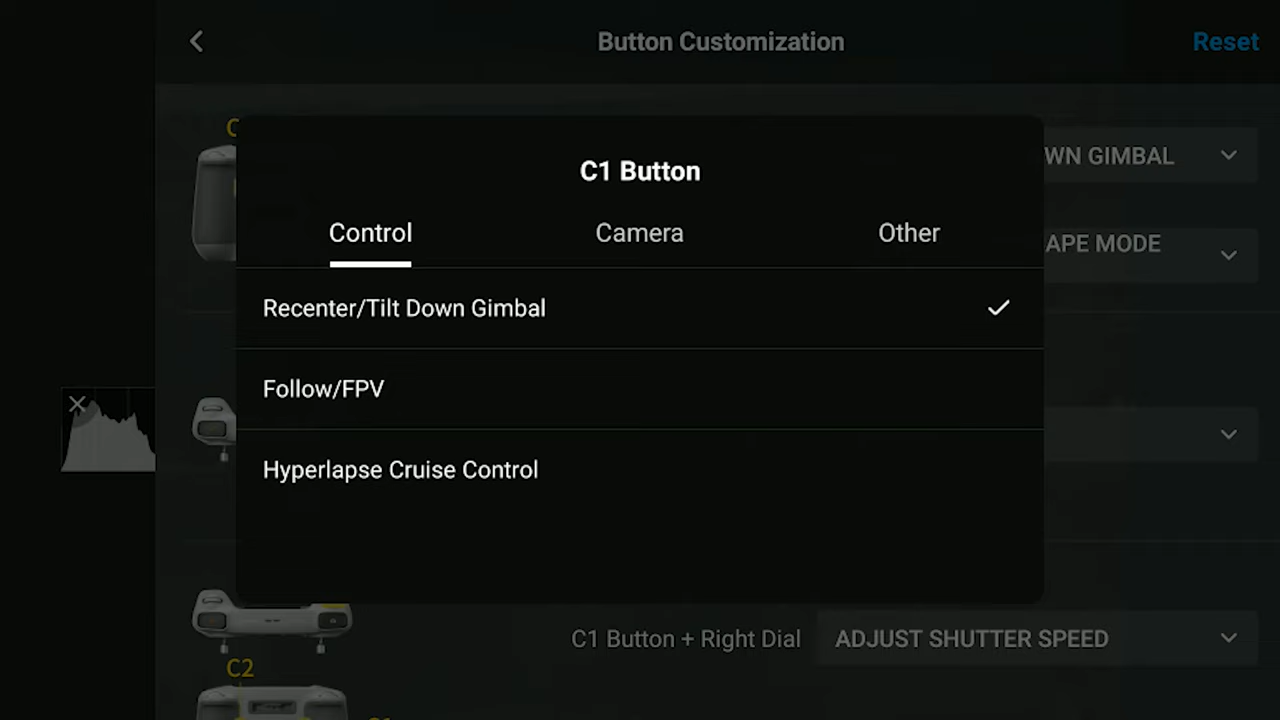 Button Customization
Reset
C1 Button
Control
Camera
Other
WN GIMBAL
APE MODE
Recenter/Tilt Down Gimbal
Follow/FPV
Hyperlapse Cruise Control
C1 Button + Right Dial
ADJUST SHUTTER SPEED
C2